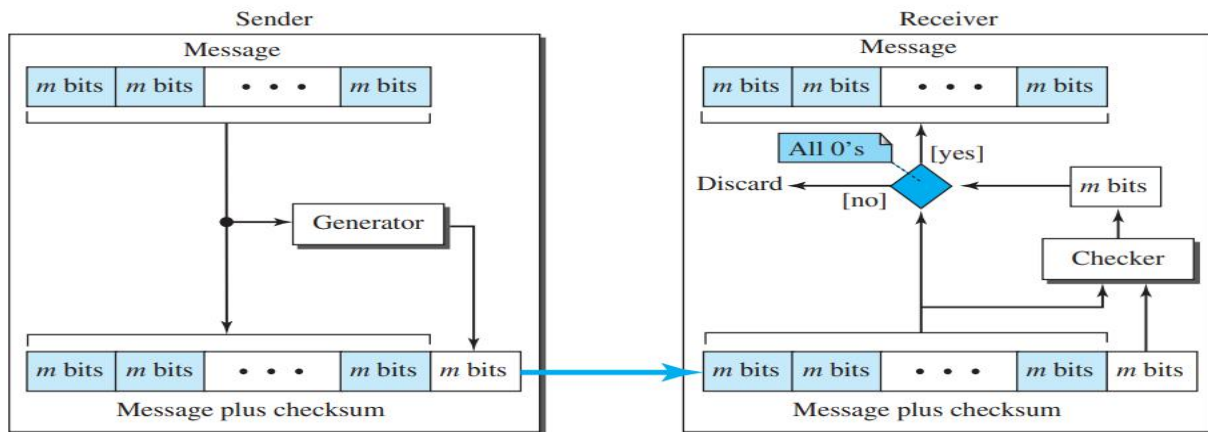 Sender
Message
m bits m bits • • • m bits
Generator
m bits m bits • • • m bits m bits
Message plus checksum
Receiver
Message
m bits m bits • • • m bits
All 0's
[yes]
Discard
[no]
m bits
Checker
m bits m bits • • • m bits m bits
Message plus checksum